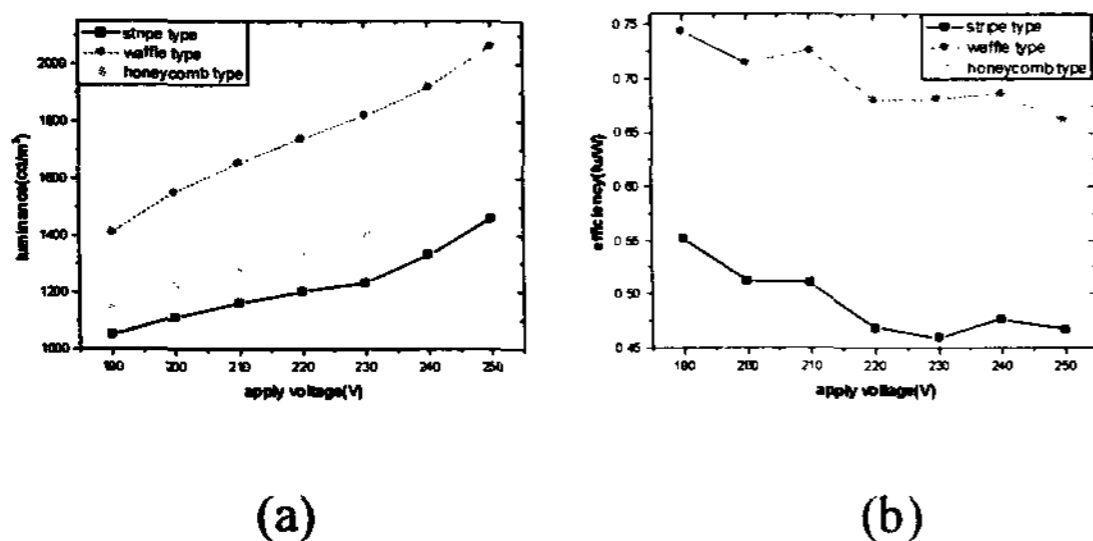 stripe type
waffle type
honeycomb type
luminance(cd/m²)
2000
1800
1600
1400
1200
1000
190
200
210
220
230
240
250
apply voltage(V)
(a)
stripe type
waffle type
honeycomb type
efficiency(lu/W)
0.75
0.70
0.65
0.60
0.55
0.50
0.45
190
200
210
220
230
240
250
apply voltage(V)
(b)